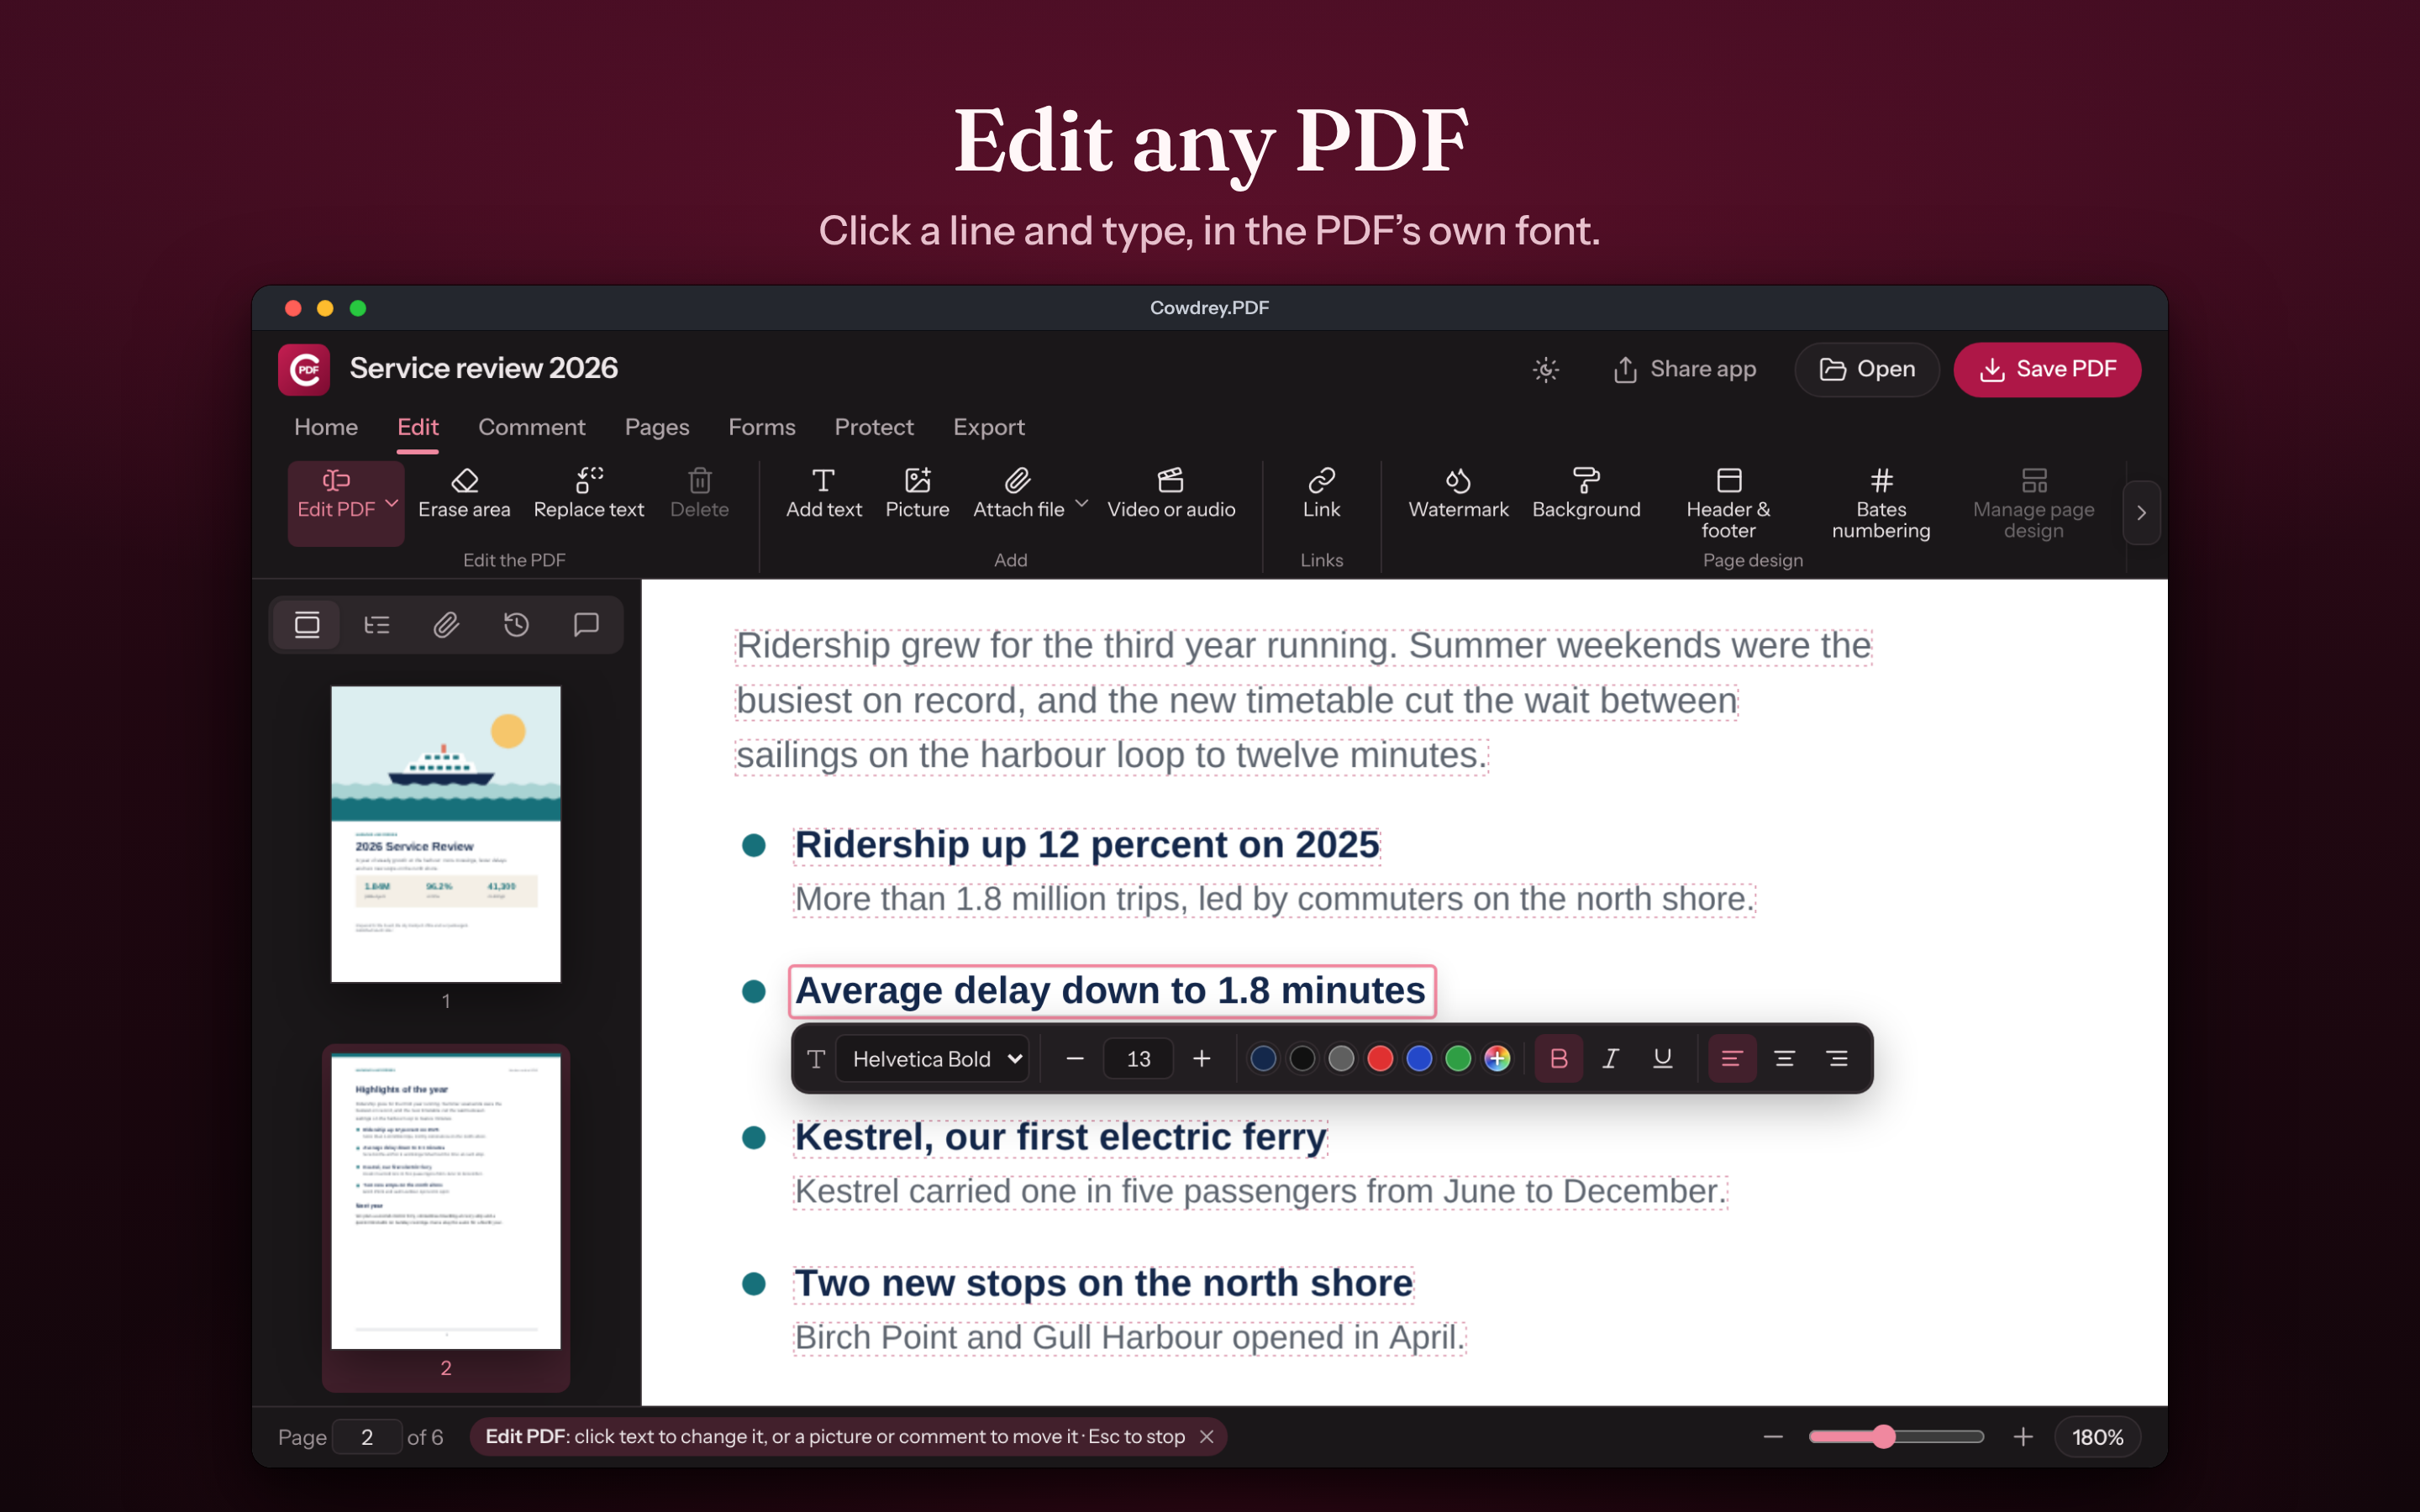 Edit any PDF
Click a line and type, in the PDF’s own font.
Cowdrey.PDF
PDF
Service review 2026
Share app
Open
Save PDF
Home
Edit
Comment
Pages
Forms
Protect
Export
Edit PDF
Erase area
Replace text
Delete
Edit the PDF
Add text
Picture
Attach file
Video or audio
Add
Link
Links
Watermark
Background
Header &
footer
Bates
numbering
Manage page
design
Page design
2026 Service Review
1.84M
96.2%
41,300
1
Highlights of the year
Next year
2
Ridership grew for the third year running. Summer weekends were the
busiest on record, and the new timetable cut the wait between
sailings on the harbour loop to twelve minutes.
Ridership up 12 percent on 2025
More than 1.8 million trips, led by commuters on the north shore.
Average delay down to 1.8 minutes
Helvetica Bold
13
B
I
U
Kestrel, our first electric ferry
Kestrel carried one in five passengers from June to December.
Two new stops on the north shore
Birch Point and Gull Harbour opened in April.
Page 2 of 6
Edit PDF: click text to change it, or a picture or comment to move it · Esc to stop
180%